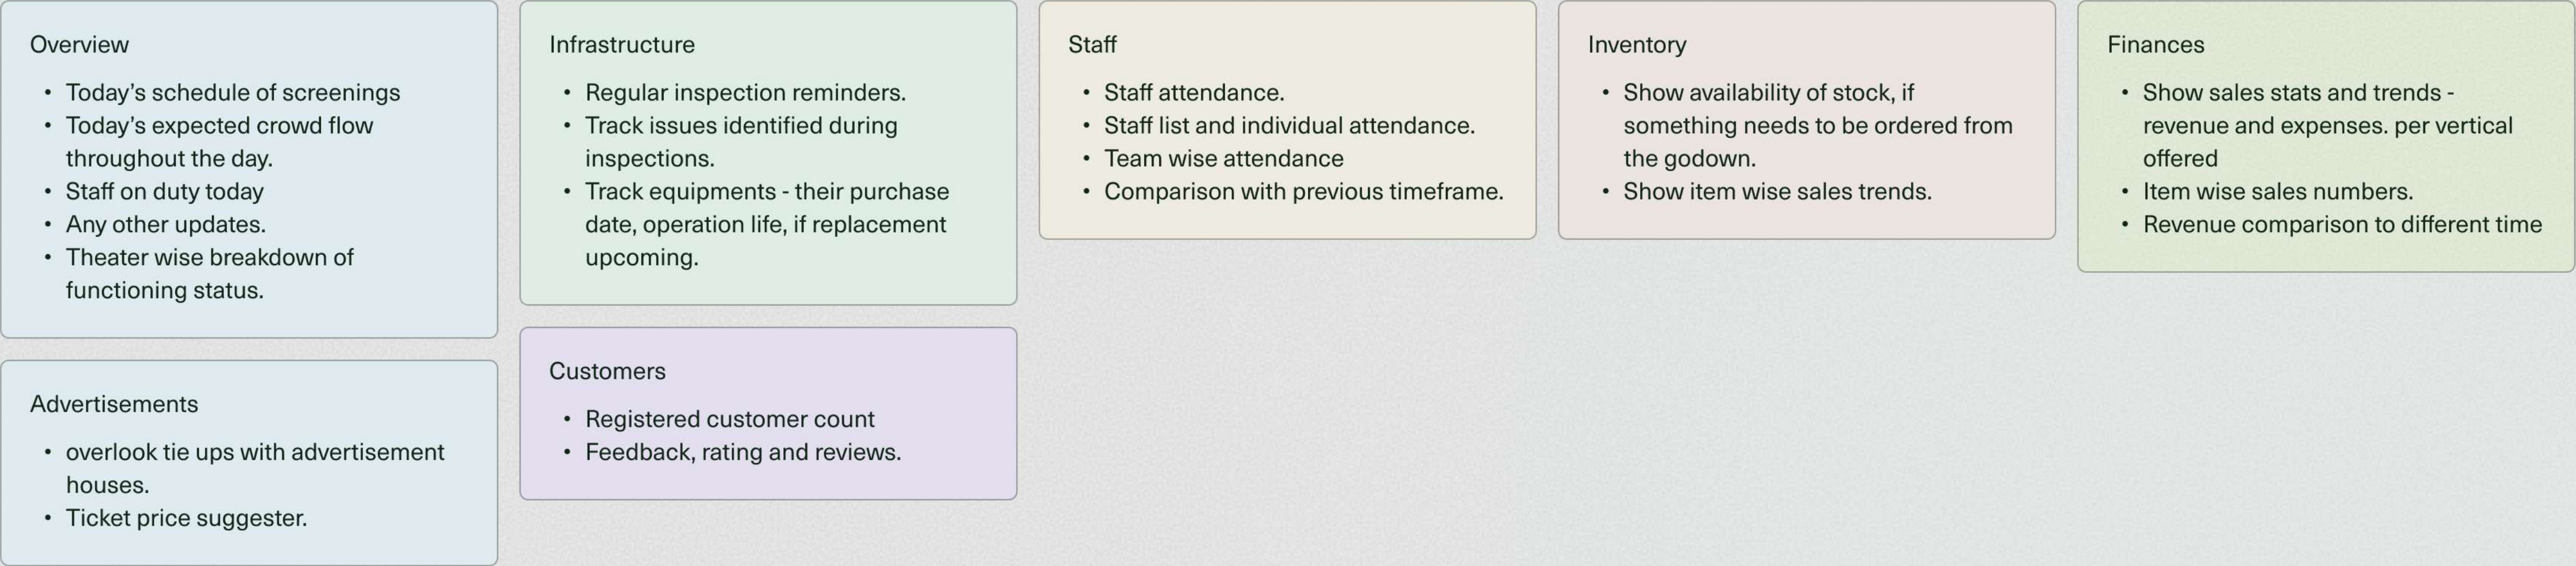 Overview
• Today’s schedule of screenings
• Today’s expected crowd flow
throughout the day.
• Staff on duty today
• Any other updates.
• Theater wise breakdown of
functioning status.
Advertisements
• overlook tie ups with advertisement
houses.
• Ticket price suggester.
Infrastructure
• Regular inspection reminders.
• Track issues identified during
inspections.
• Track equipments - their purchase
date, operation life, if replacement
upcoming.
Customers
• Registered customer count
• Feedback, rating and reviews.
Staff
• Staff attendance.
• Staff list and individual attendance.
• Team wise attendance
• Comparison with previous timeframe.
Inventory
• Show availability of stock, if
something needs to be ordered from
the godown.
• Show item wise sales trends.
Finances
• Show sales stats and trends -
revenue and expenses. per vertical
offered
• Item wise sales numbers.
• Revenue comparison to different time